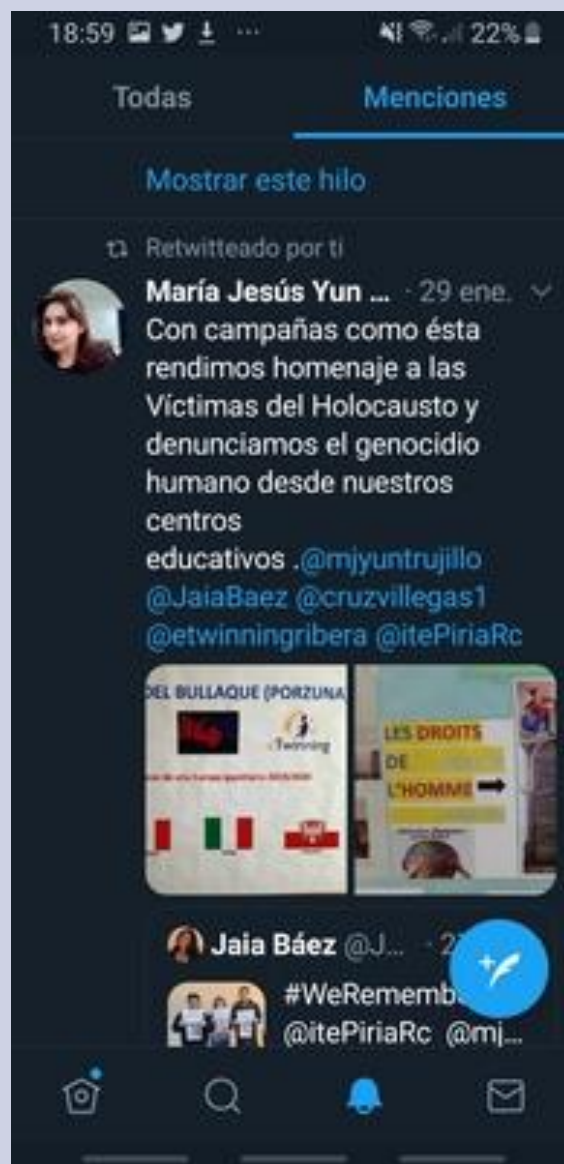 18:59 22%
Todas Menciones
Mostrar este hilo
Retwitteado por ti
María Jesús Yun ... · 29 ene.
Con campañas como ésta
rendimos homenaje a las
Víctimas del Holocausto y
denunciamos el genocidio
humano desde nuestros
centros
educativos .@mjyuntrujillo
@JaiaBaez @cruzvillegas1
@etwinningribera @itePiriaRc
DEL BULLAQUE (PORZUNA
eTwinning
LES DROITS
DE
L'HOMME
Jaia Báez @J... · 2
#WeRememb
@itePiriaRc @mj...